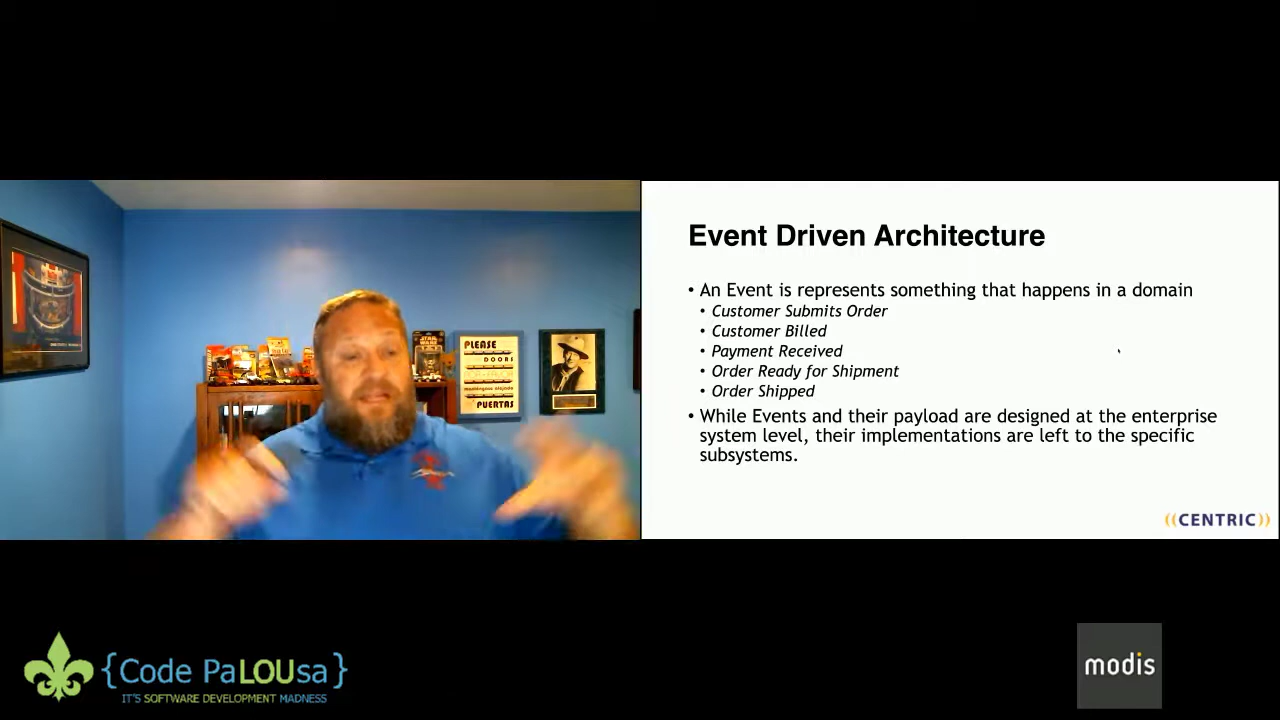 PLEASE
DOORS
PUERTAS
STAR
WARS
Event Driven Architecture
• An Event is represents something that happens in a domain
• Customer Submits Order
• Customer Billed
• Payment Received
• Order Ready for Shipment
• Order Shipped
• While Events and their payload are designed at the enterprise
system level, their implementations are left to the specific
subsystems.
((CENTRIC))
{Code PaLOUsa}
IT'S SOFTWARE DEVELOPMENT MADNESS
modis